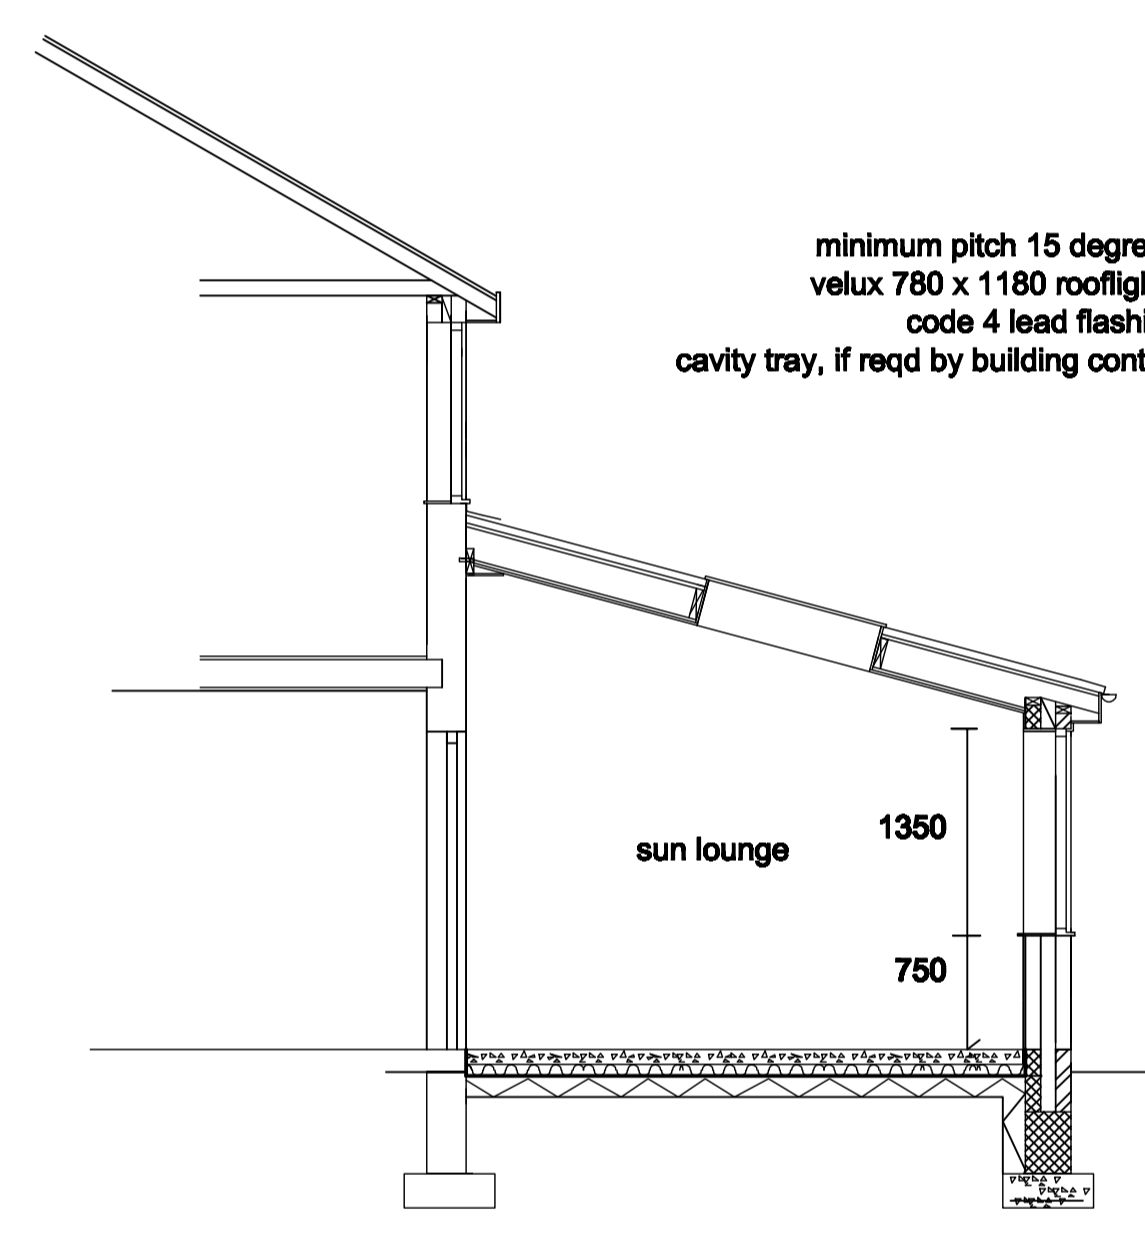 minimum pitch 15 degre
velux 780 x 1180 rooflig
code 4 lead flashi
cavity tray, if reqd by building cont
1350
sun lounge
750